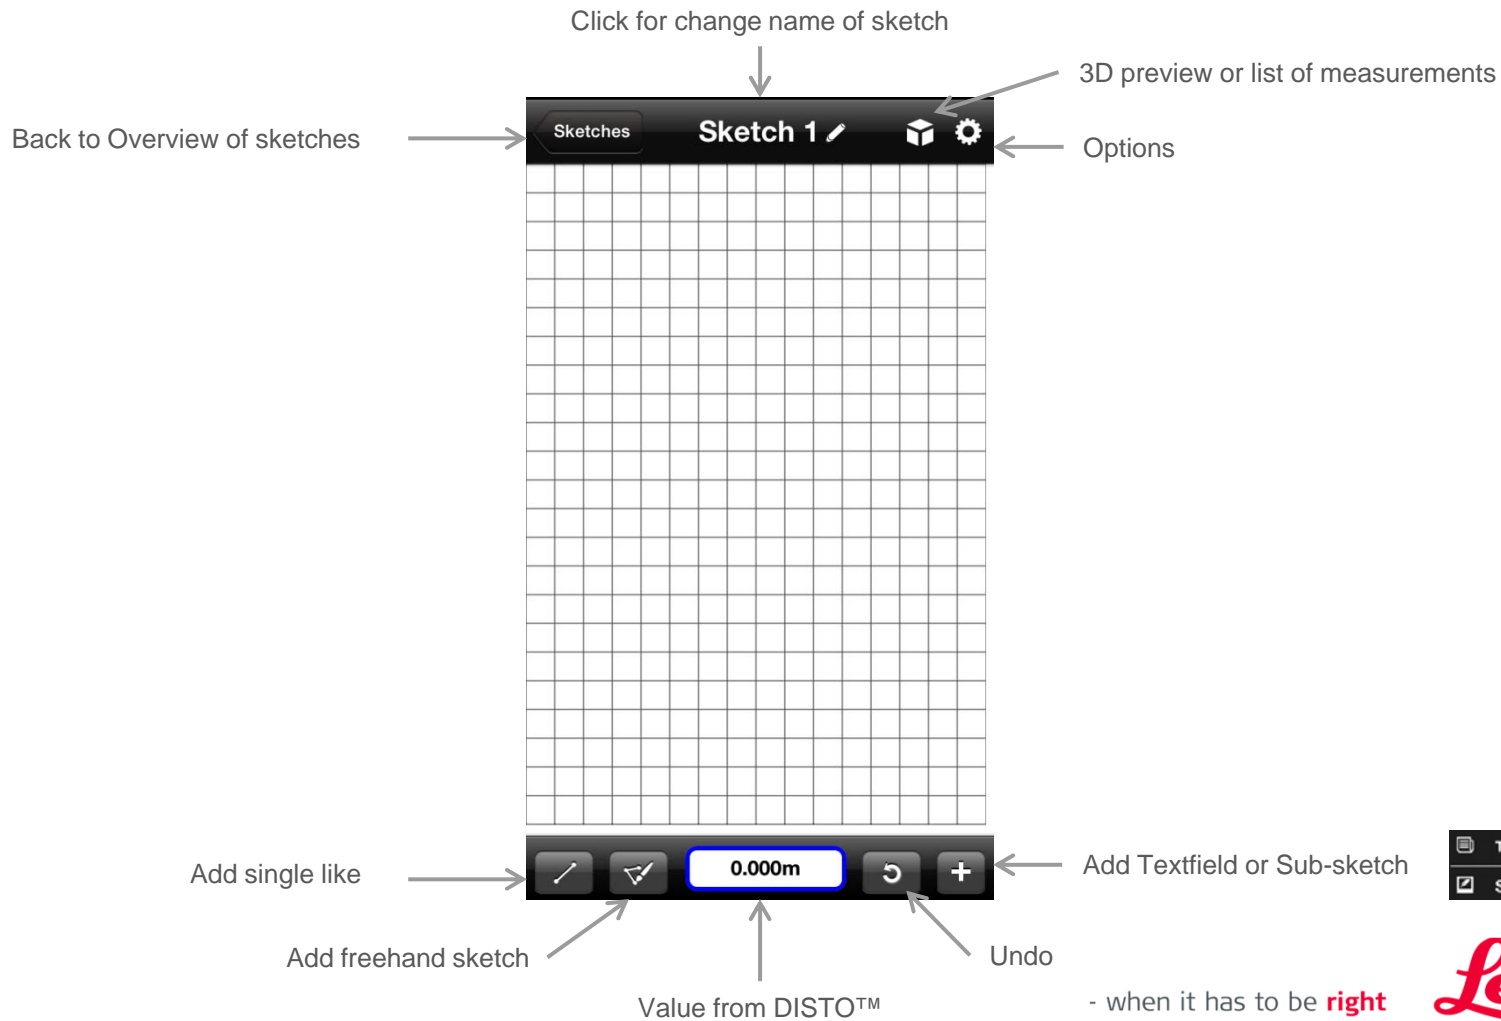 Click for change name of sketch
3D preview or list of measurements
Back to Overview of sketches
Sketches
Sketch 1
Options
Add single like
0.000m
Add Textfield or Sub-sketch
Add freehand sketch
Undo
Value from DISTO™
- when it has to be right